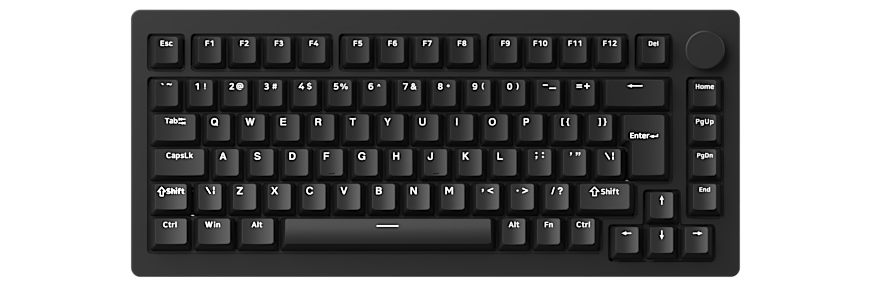 Esc F1 F2 F3 F4 F5 F6 F7 F8 F9 F10 F11 F12 Del
`~ 1! 2@ 3# 4$ 5% 6^ 7& 8* 9( 0) -_ =+ ← Home
Tab Q W E R T Y U I O P [{ ]} Enter↵ PgUp
CapsLk A S D F G H J K L ;: '" \| PgDn
⇧Shift \| Z X C V B N M ,< .> /? ⇧Shift ↑ End
Ctrl Win Alt — Alt Fn Ctrl ← ↓ →